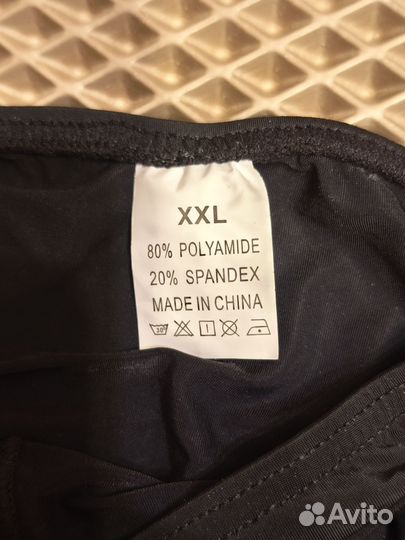 XXL
80% POLYAMIDE
20% SPANDEX
MADE IN CHINA
30
Avito